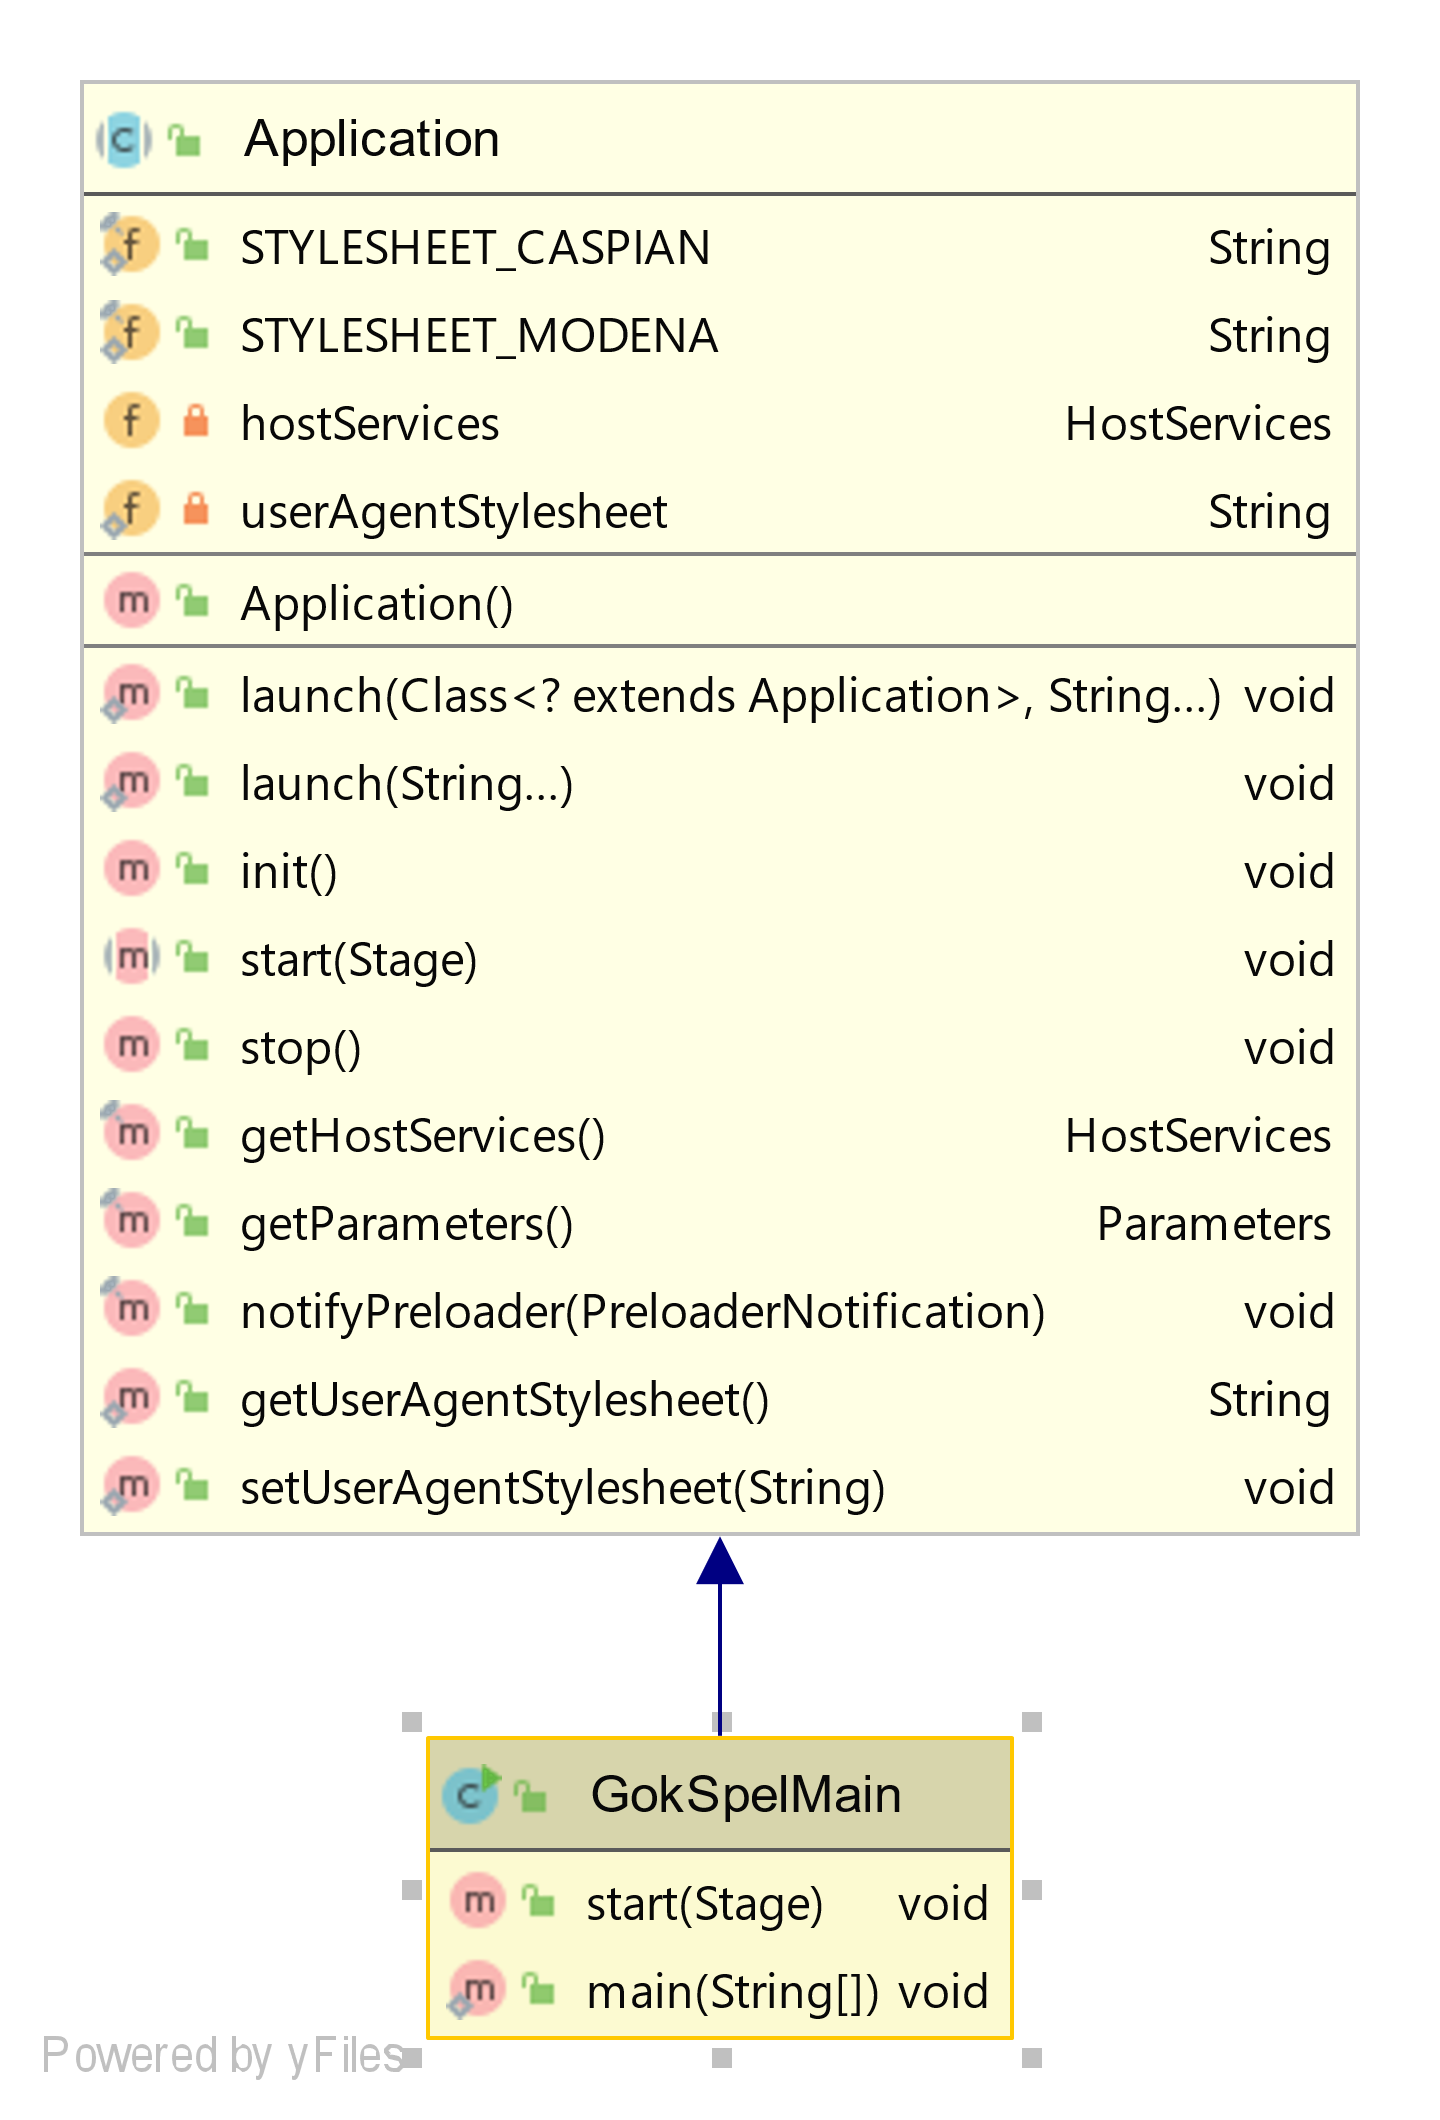 Application
STYLESHEET_CASPIAN String
STYLESHEET_MODENA String
hostServices HostServices
userAgentStylesheet String
Application()
launch(Class<? extends Application>, String...) void
launch(String...) void
init() void
start(Stage) void
stop() void
getHostServices() HostServices
getParameters() Parameters
notifyPreloader(PreloaderNotification) void
getUserAgentStylesheet() String
setUserAgentStylesheet(String) void
GokSpelMain
start(Stage) void
main(String[]) void
Powered by yFiles